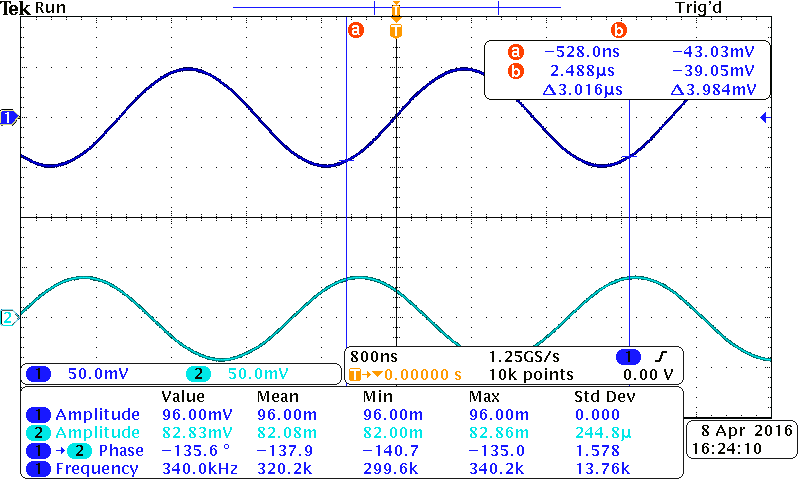 Tek Run Trig'd
T
a b
T
a −528.0ns −43.03mV
b 2.488µs −39.05mV
Δ3.016µs Δ3.984mV
1
2
1 50.0mV 2 50.0mV
800ns 1.25GS/s 1
T→▼0.00000 s 10k points 0.00 V
Value Mean Min Max Std Dev
1 Amplitude 96.00mV 96.00m 96.00m 96.00m 0.000
2 Amplitude 82.83mV 82.08m 82.00m 82.86m 244.8µ
1 → 2 Phase −135.6 ° −137.9 −140.7 −135.0 1.578
1 Frequency 340.0kHz 320.2k 299.6k 340.2k 13.76k
8 Apr 2016
16:24:10